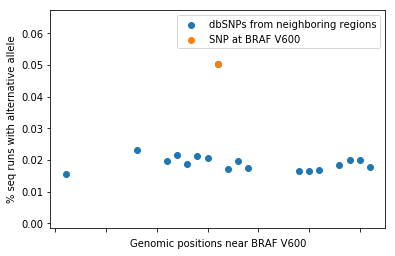 % seq runs with alternative allele
0.06
0.05
0.04
0.03
0.02
0.01
0.00
dbSNPs from neighboring regions
SNP at BRAF V600
Genomic positions near BRAF V600